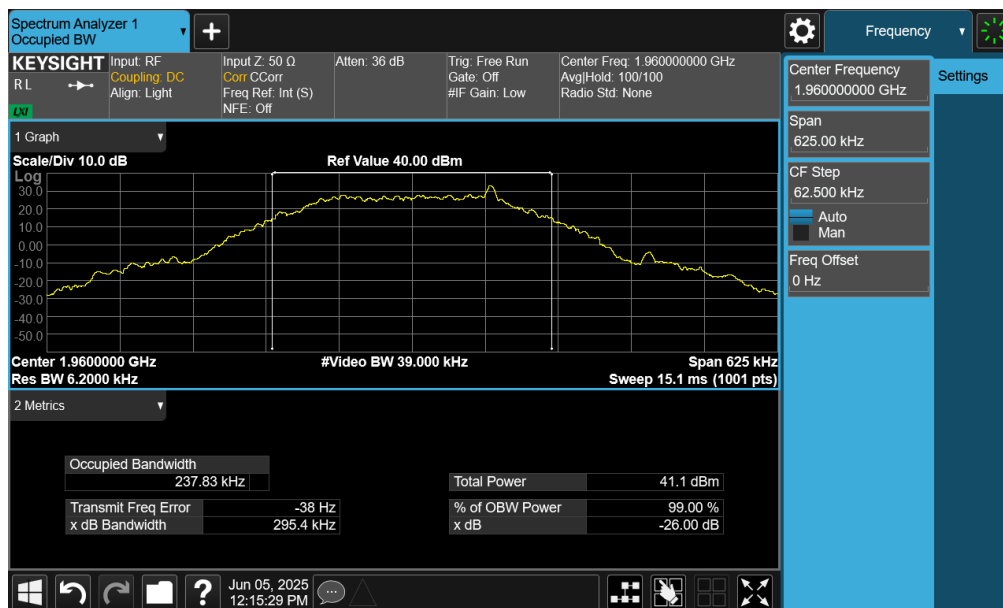 Spectrum Analyzer 1
Occupied BW
Frequency
KEYSIGHT
R L
LXI
Input: RF
Coupling: DC
Align: Light
Input Z: 50 Ω
Corr CCorr
Freq Ref: Int (S)
NFE: Off
Atten: 36 dB
Trig: Free Run
Gate: Off
#IF Gain: Low
Center Freq: 1.960000000 GHz
Avg|Hold: 100/100
Radio Std: None
Center Frequency
1.960000000 GHz
Settings
Span
625.00 kHz
CF Step
62.500 kHz
Auto
Man
Freq Offset
0 Hz
1 Graph
Scale/Div 10.0 dB
Ref Value 40.00 dBm
Log
30.0
20.0
10.0
0.00
-10.0
-20.0
-30.0
-40.0
-50.0
Center 1.9600000 GHz
#Video BW 39.000 kHz
Span 625 kHz
Res BW 6.2000 kHz
Sweep 15.1 ms (1001 pts)
2 Metrics
Occupied Bandwidth
237.83 kHz
Total Power 41.1 dBm
Transmit Freq Error -38 Hz
% of OBW Power 99.00 %
x dB Bandwidth 295.4 kHz
x dB -26.00 dB
?
Jun 05, 2025
12:15:29 PM